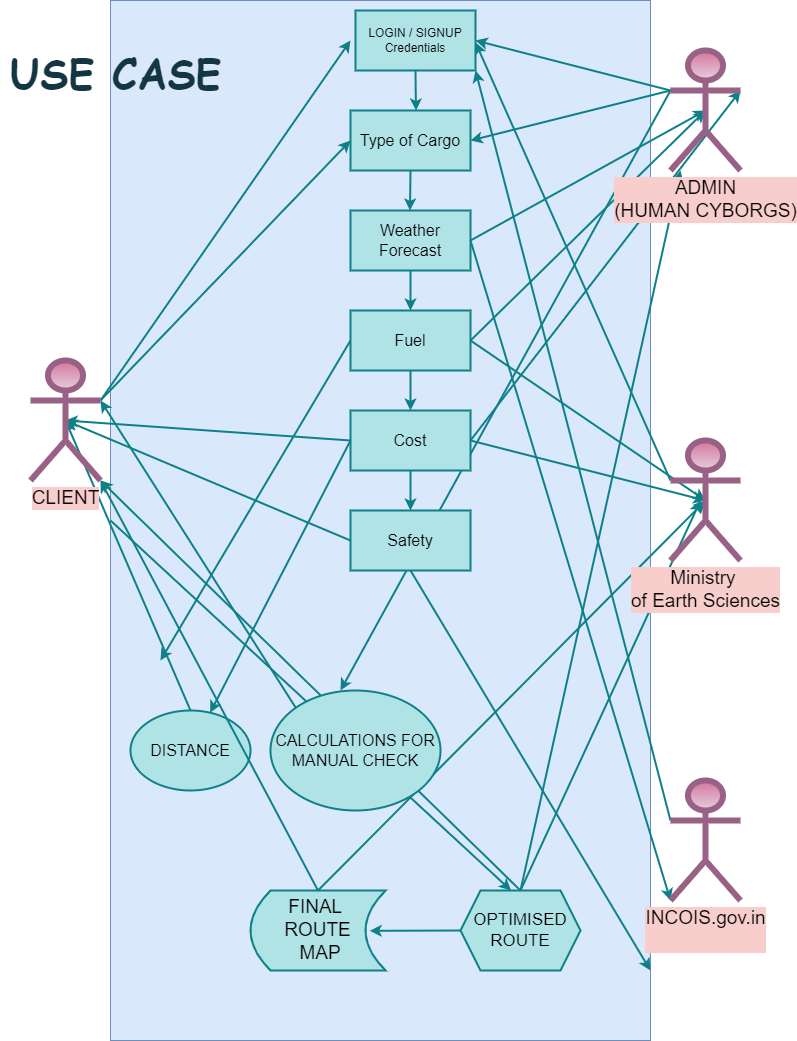 USE CASE
LOGIN / SIGNUP
Credentials
Type of Cargo
ADMIN
(HUMAN CYBORGS)
Weather
Forecast
Fuel
Cost
CLIENT
Safety
Ministry
of Earth Sciences
DISTANCE
CALCULATIONS FOR
MANUAL CHECK
FINAL
ROUTE
MAP
OPTIMISED
ROUTE
INCOIS.gov.in